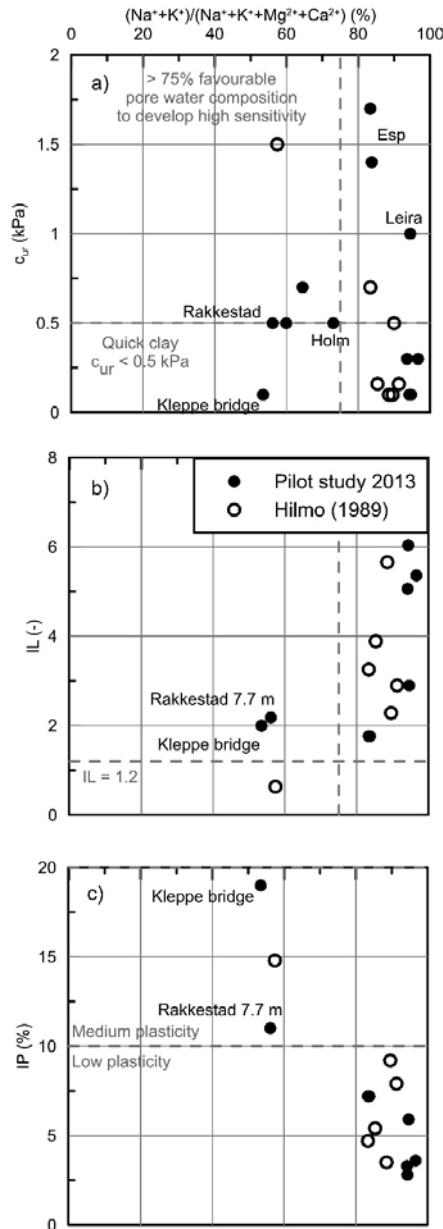 (Na⁺+K⁺)/(Na⁺+K⁺+Mg²⁺+Ca²⁺) (%)
0 20 40 60 80 100
2
a)
> 75% favourable
pore water composition
to develop high sensitivity
Esp
1.5
Leira
c_ur (kPa)
1
Rakkestad
0.5
Holm
Quick clay
c_ur < 0.5 kPa
Kleppe bridge
0
8
b)
Pilot study 2013
Hilmo (1989)
6
IL (-)
4
Rakkestad 7.7 m
2
Kleppe bridge
IL = 1.2
0
20
c)
Kleppe bridge
15
Rakkestad 7.7 m
IP (%)
Medium plasticity
10
Low plasticity
5
0